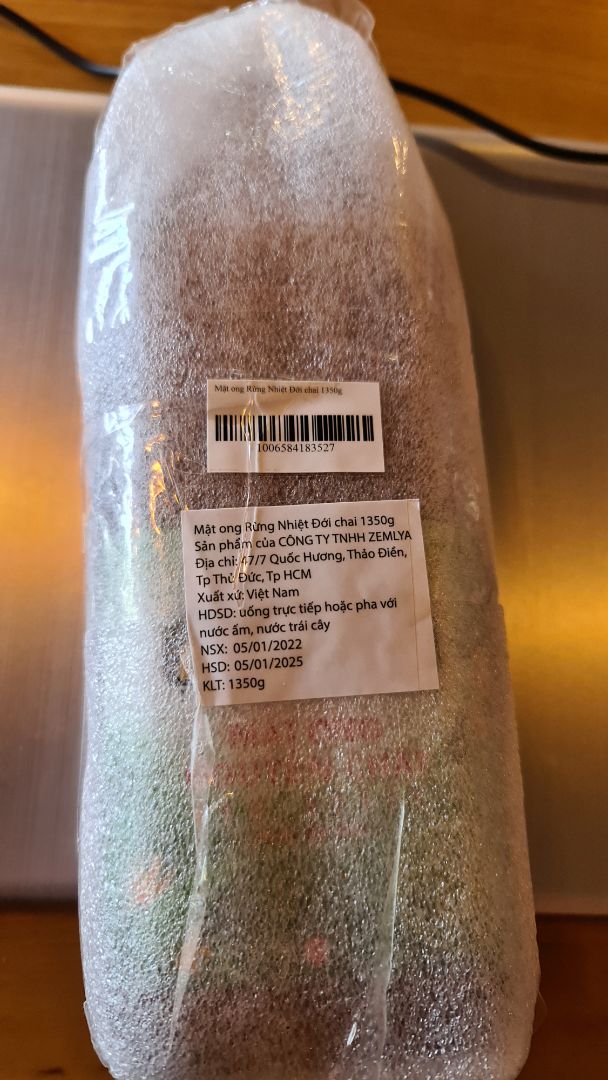 Mật ong Rừng Nhiệt Đới chai 1350g
1006584183527
Mật ong Rừng Nhiệt Đới chai 1350g
Sản phẩm của CÔNG TY TNHH ZEMLYA
Địa chỉ: 47/7 Quốc Hương, Thảo Điền,
Tp Thủ Đức, Tp HCM
Xuất xứ: Việt Nam
HDSD: uống trực tiếp hoặc pha với
nước ấm, nước trái cây
NSX: 05/01/2022
HSD: 05/01/2025
KLT: 1350g
MẬT ONG